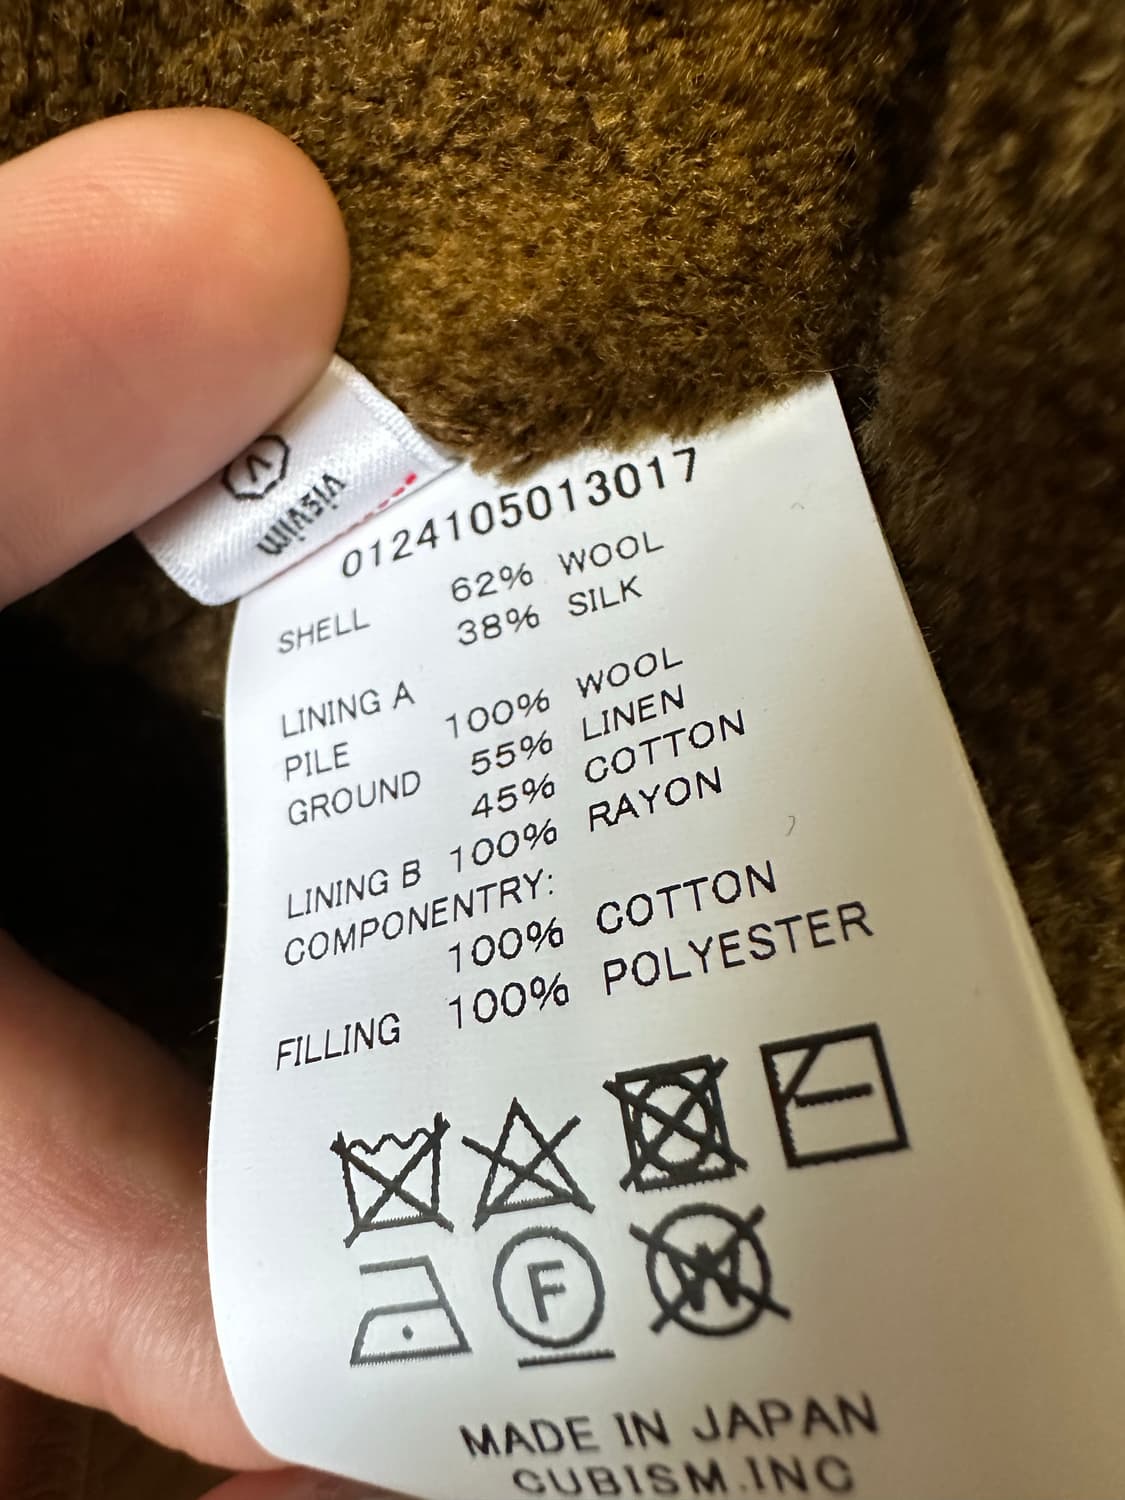 visvim
V
0124105013017
SHELL 62% WOOL
38% SILK
LINING A
PILE 100% WOOL
GROUND 55% LINEN
45% COTTON
LINING B 100% RAYON
COMPONENTRY:
100% COTTON
FILLING 100% POLYESTER
F
W
MADE IN JAPAN
CUBISM.INC